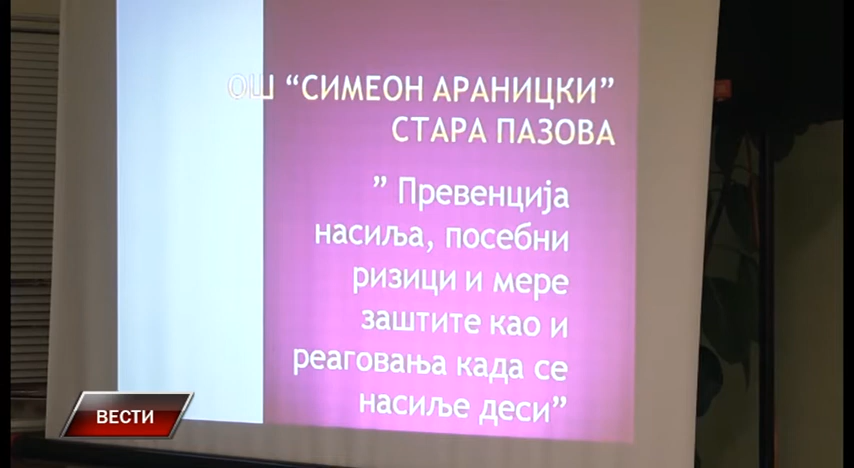 ОШ “СИМЕОН АРАНИЦКИ”
СТАРА ПАЗОВА
” Превенција
насиља, посебни
ризици и мере
заштите као и
реаговања када се
насиље деси”
ВЕСТИ